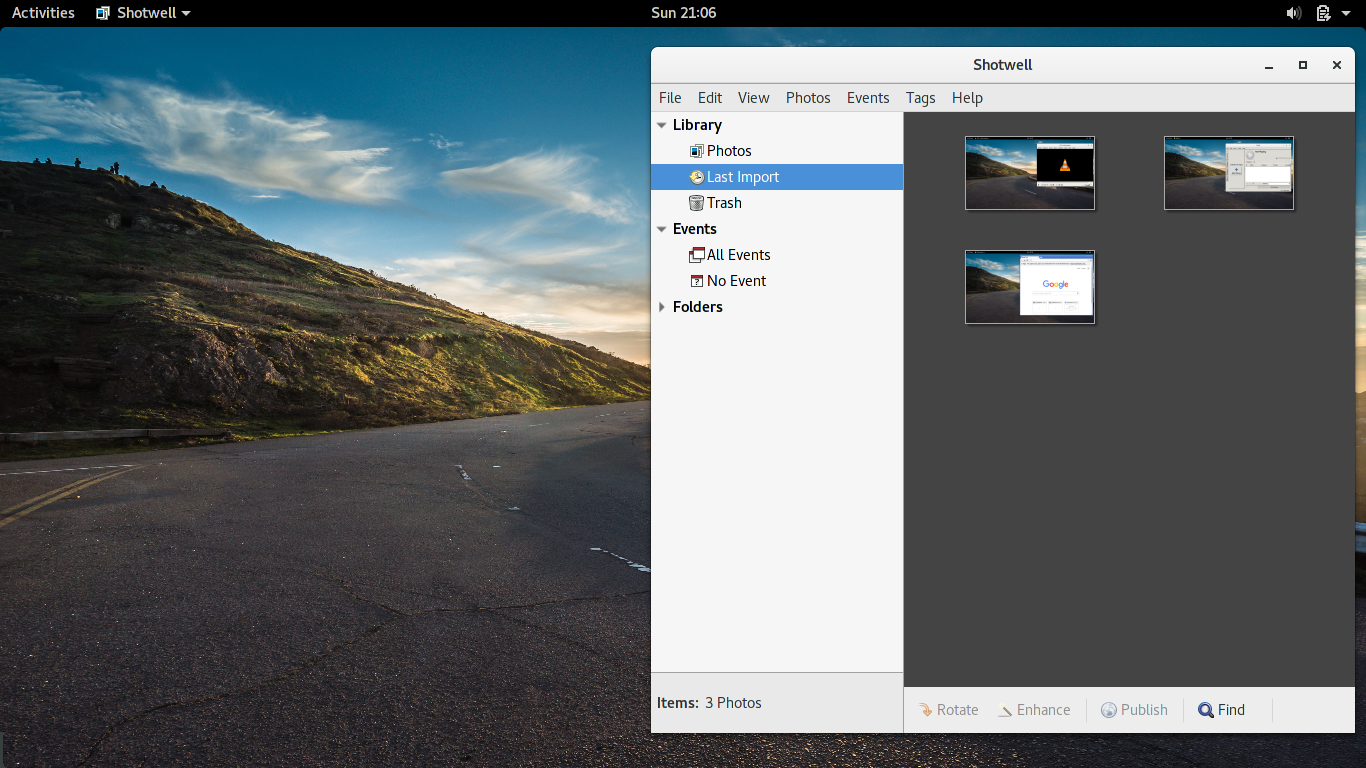 Activities Shotwell Sun 21:06
Shotwell
File Edit View Photos Events Tags Help
Library
Photos
Last Import
Trash
Events
All Events
No Event
Folders
Google
Items: 3 Photos
Rotate Enhance Publish Find